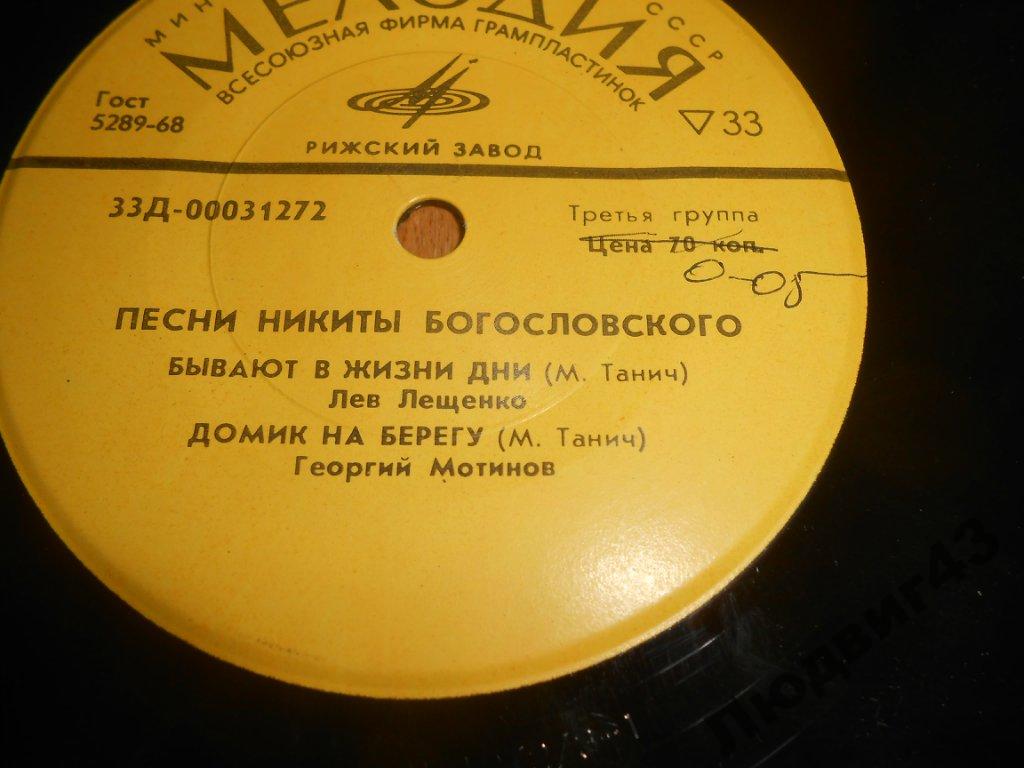 МИН СССР
МЕЛОДИЯ
ВСЕСОЮЗНАЯ ФИРМА ГРАМПЛАСТИНОК
Гост
5289-68
33
РИЖСКИЙ ЗАВОД
33Д-00031272
Третья группа
Цена 70 коп.
0-05
ПЕСНИ НИКИТЫ БОГОСЛОВСКОГО
БЫВАЮТ В ЖИЗНИ ДНИ (М. Танич)
Лев Лещенко
ДОМИК НА БЕРЕГУ (М. Танич)
Георгий Мотинов
Людвиг43